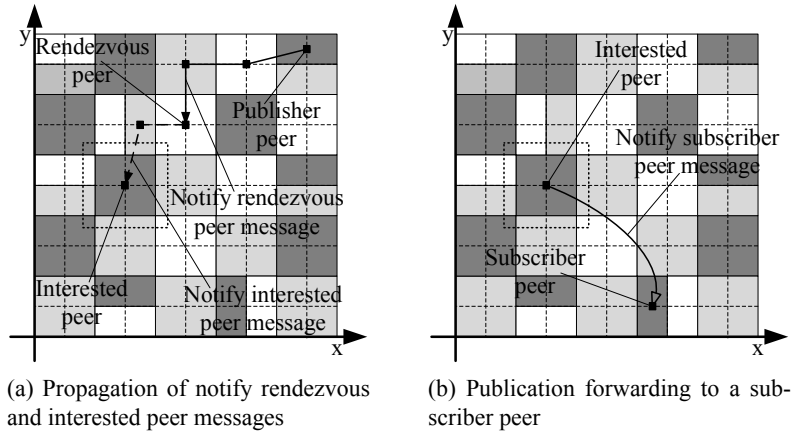 y
Rendezvous
peer
Publisher
peer
Notify rendezvous
peer message
Interested
peer
Notify interested
peer message
x
(a) Propagation of notify rendezvous
and interested peer messages
y
Interested
peer
Notify subscriber
peer message
Subscriber
peer
x
(b) Publication forwarding to a sub-
scriber peer